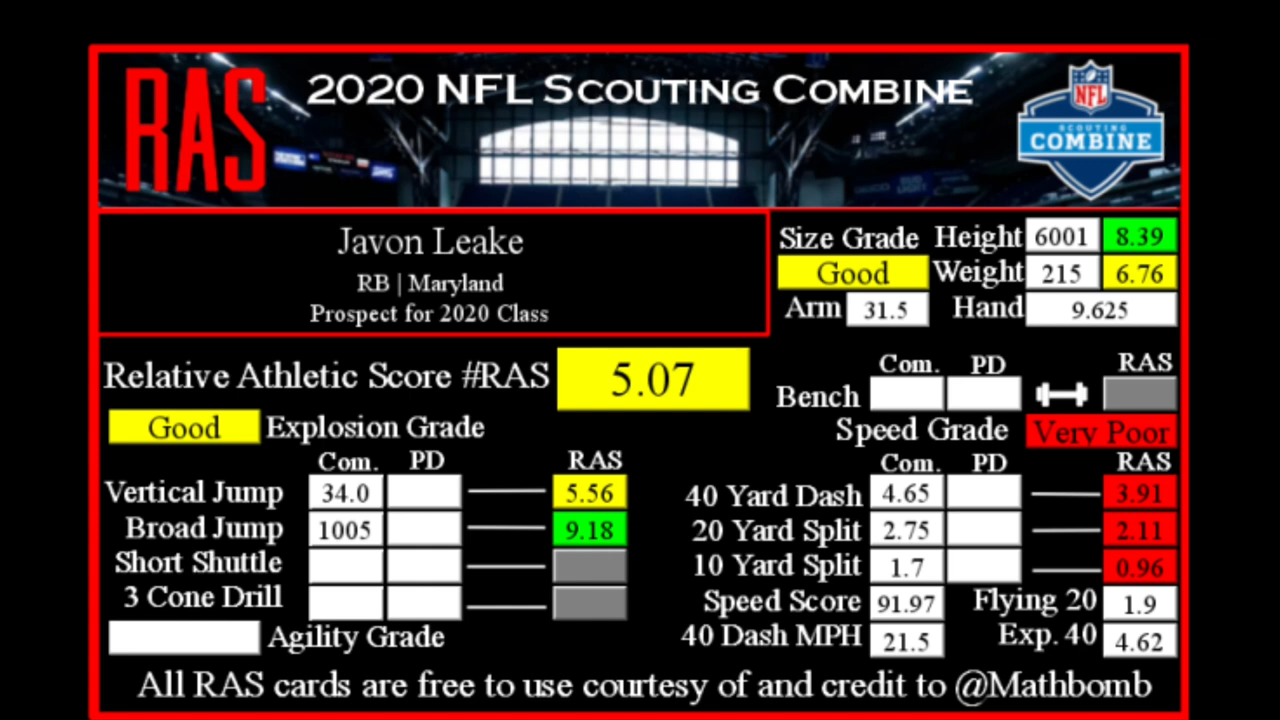 RAS
2020 NFL SCOUTING COMBINE
NFL
SCOUTING
COMBINE
Javon Leake
RB | Maryland
Prospect for 2020 Class
Size Grade Height 6001 8.39
Good Weight 215 6.76
Arm 31.5 Hand 9.625
Relative Athletic Score #RAS 5.07
Com. PD RAS
Bench
Good Explosion Grade
Speed Grade Very Poor
Com. PD RAS
Vertical Jump 34.0 5.56
Broad Jump 1005 9.18
Short Shuttle
3 Cone Drill
Agility Grade
Com. PD RAS
40 Yard Dash 4.65 3.91
20 Yard Split 2.75 2.11
10 Yard Split 1.7 0.96
Speed Score 91.97 Flying 20 1.9
40 Dash MPH 21.5 Exp. 40 4.62
All RAS cards are free to use courtesy of and credit to @Mathbomb